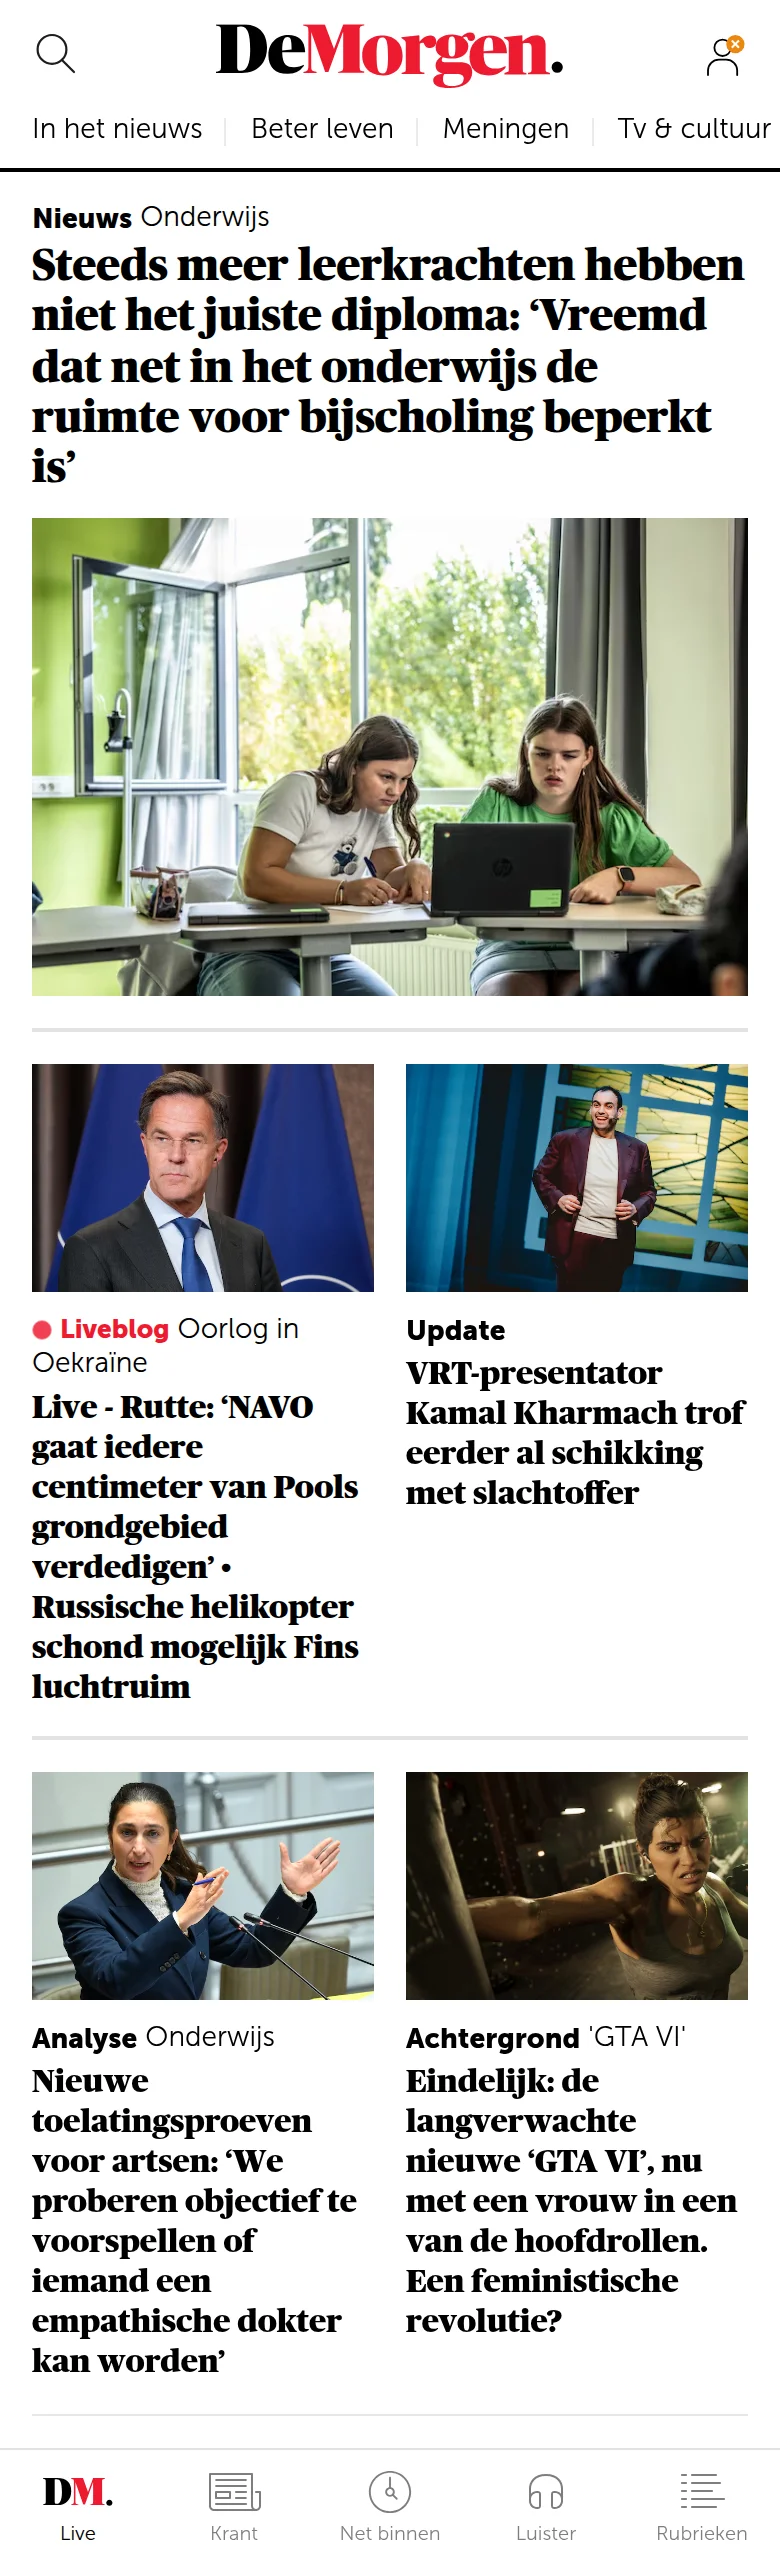 DeMorgen.
In het nieuws
Beter leven
Meningen
Tv & cultuur
Nieuws Onderwijs
Steeds meer leerkrachten hebben
niet het juiste diploma: ‘Vreemd
dat net in het onderwijs de
ruimte voor bijscholing beperkt
is’
Liveblog Oorlog in
Oekraïne
Live - Rutte: ‘NAVO
gaat iedere
centimeter van Pools
grondgebied
verdedigen’ •
Russische helikopter
schond mogelijk Fins
luchtruim
Update
VRT-presentator
Kamal Kharmach trof
eerder al schikking
met slachtoffer
Analyse Onderwijs
Nieuwe
toelatingsproeven
voor artsen: ‘We
proberen objectief te
voorspellen of
iemand een
empathische dokter
kan worden’
Achtergrond 'GTA VI'
Eindelijk: de
langverwachte
nieuwe ‘GTA VI’, nu
met een vrouw in een
van de hoofdrollen.
Een feministische
revolutie?
DM.
Live
Krant
Net binnen
Luister
Rubrieken